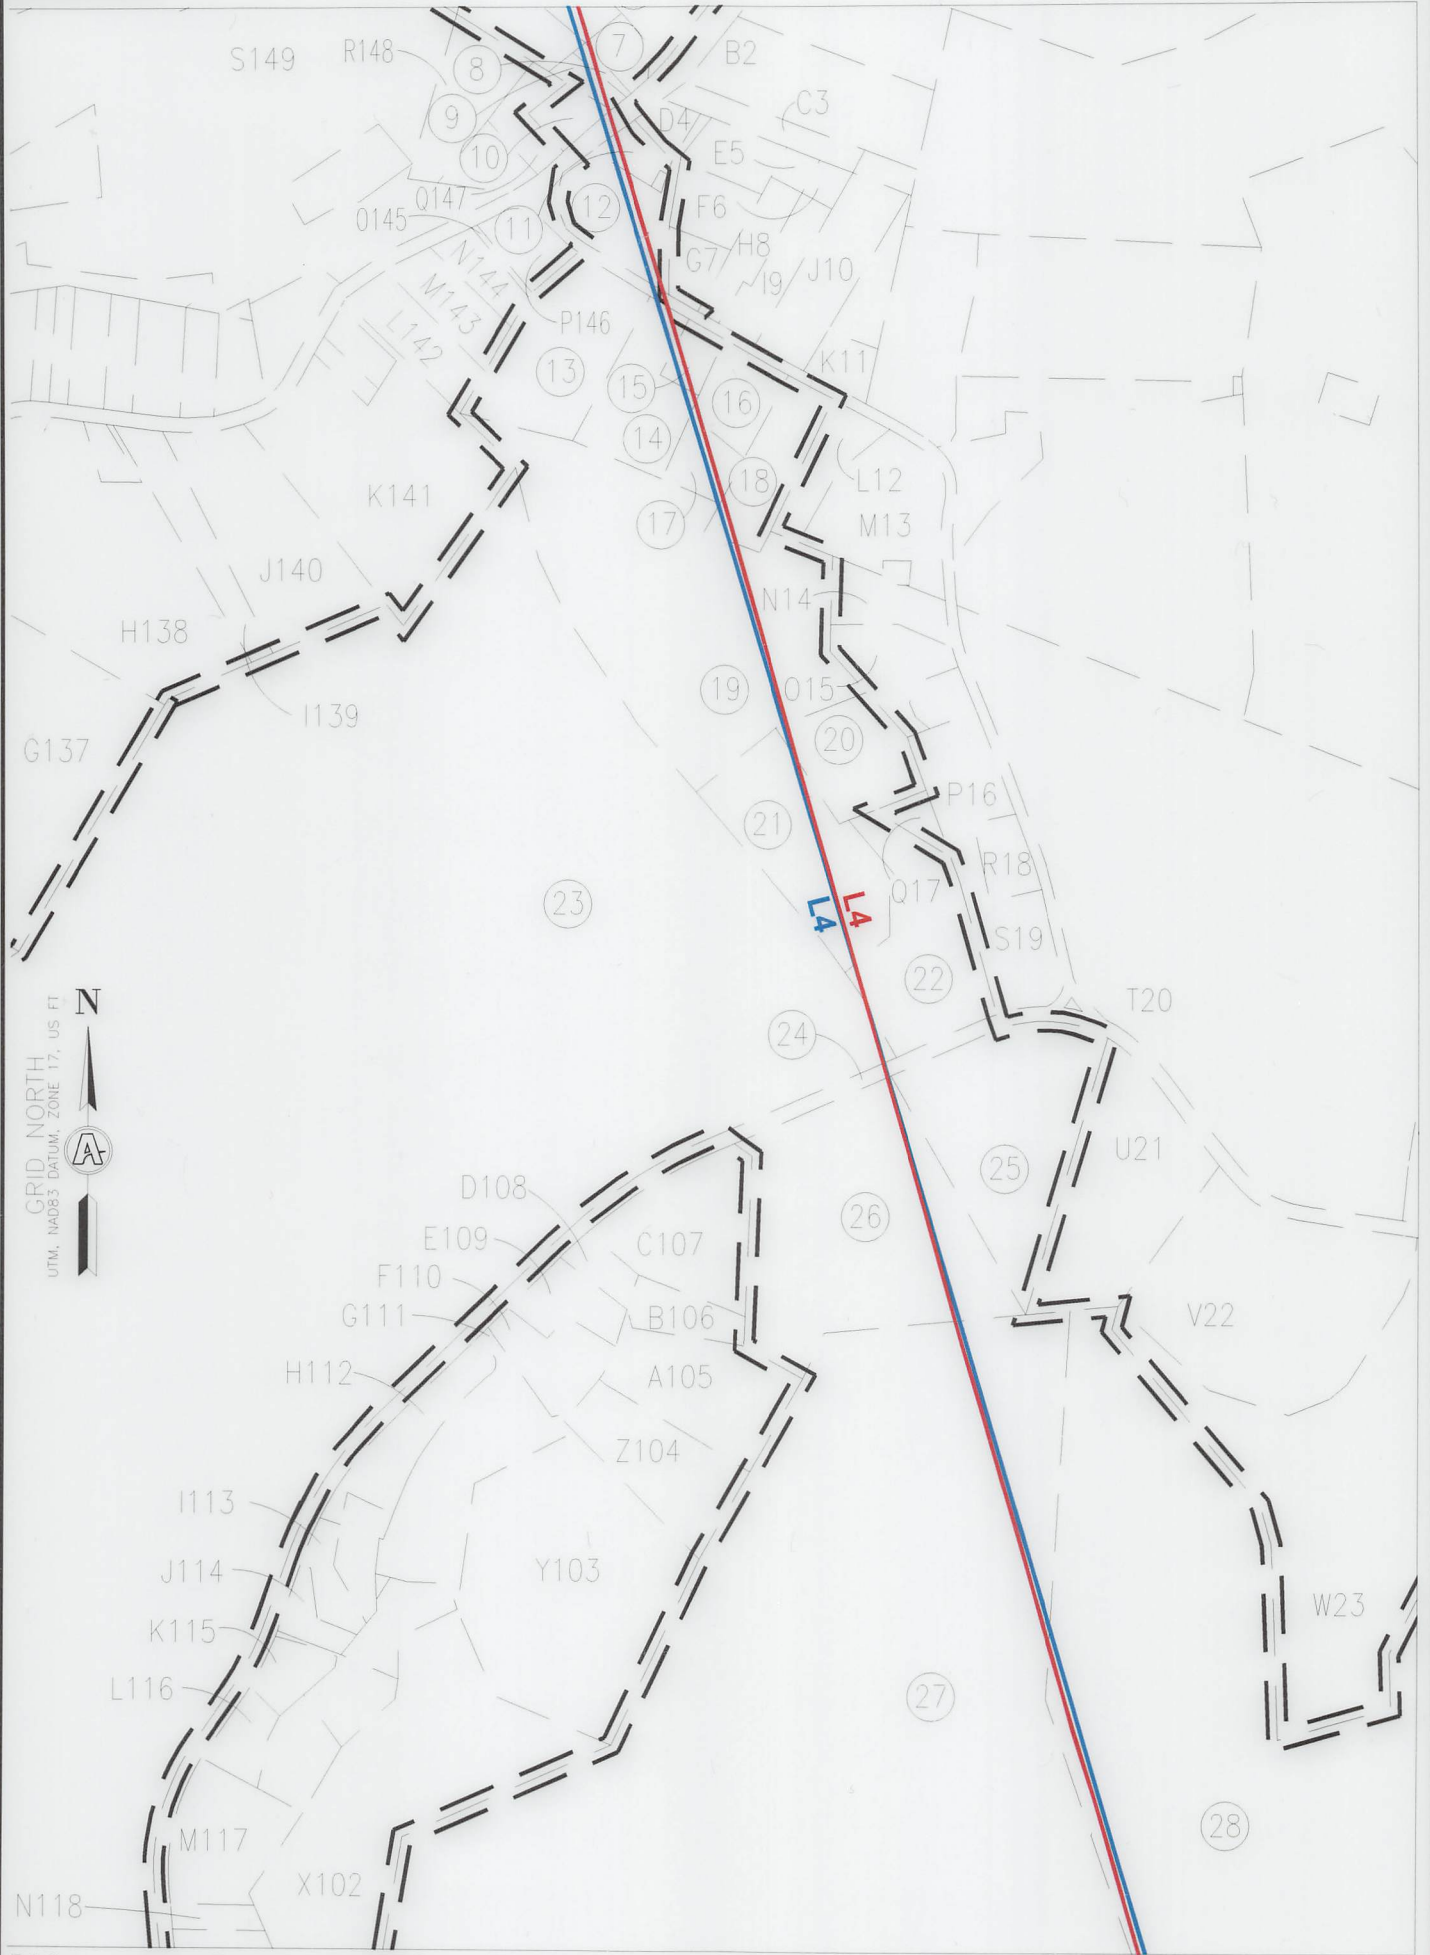 7
B2
S149
R148
8
C3
9
D4
10
E5
Q147
O145
12
F6
11
H8
N144
G7
I9
J10
M143
P146
L142
K11
13
15
16
14
L12
18
K141
17
M13
J140
N14
H138
19
O15
I139
20
G137
P16
21
R18
Q17
23
L4
L4
S19
22
N
T20
24
GRID NORTH
UTM, NAD83 DATUM, ZONE 17, US FT
A
U21
25
D108
26
E109
C107
F110
G111
B106
V22
H112
A105
Z104
I113
Y103
J114
W23
K115
L116
27
28
M117
X102
N118